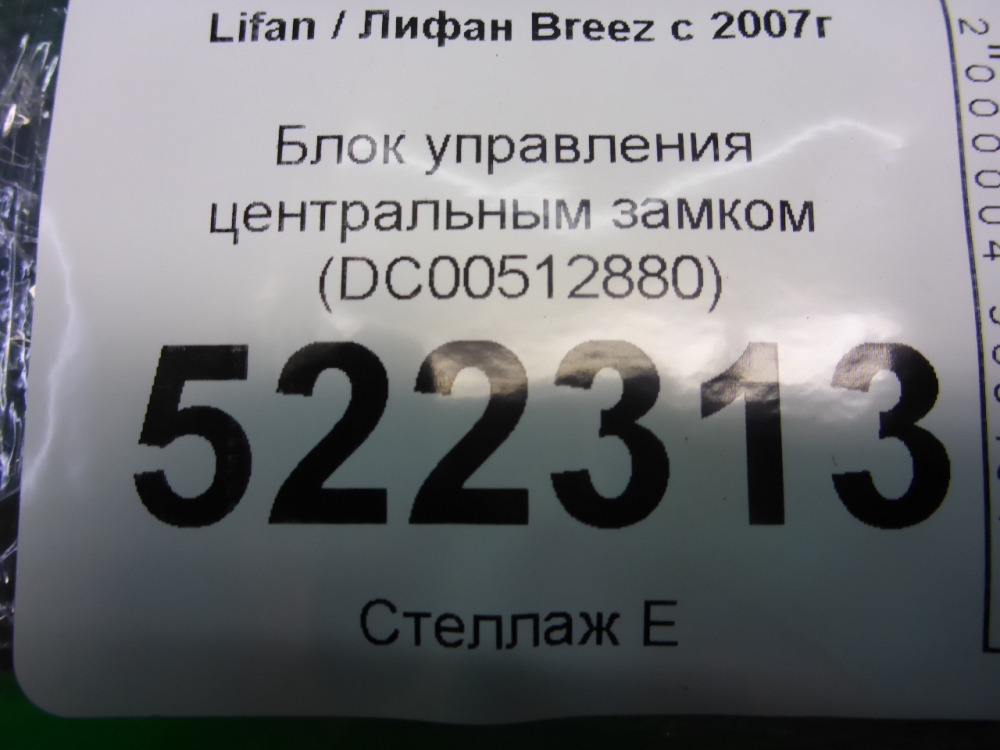 Lifan / Лифан Breez с 2007г
Блок управления
центральным замком
(DC00512880)
522313
Стеллаж Е